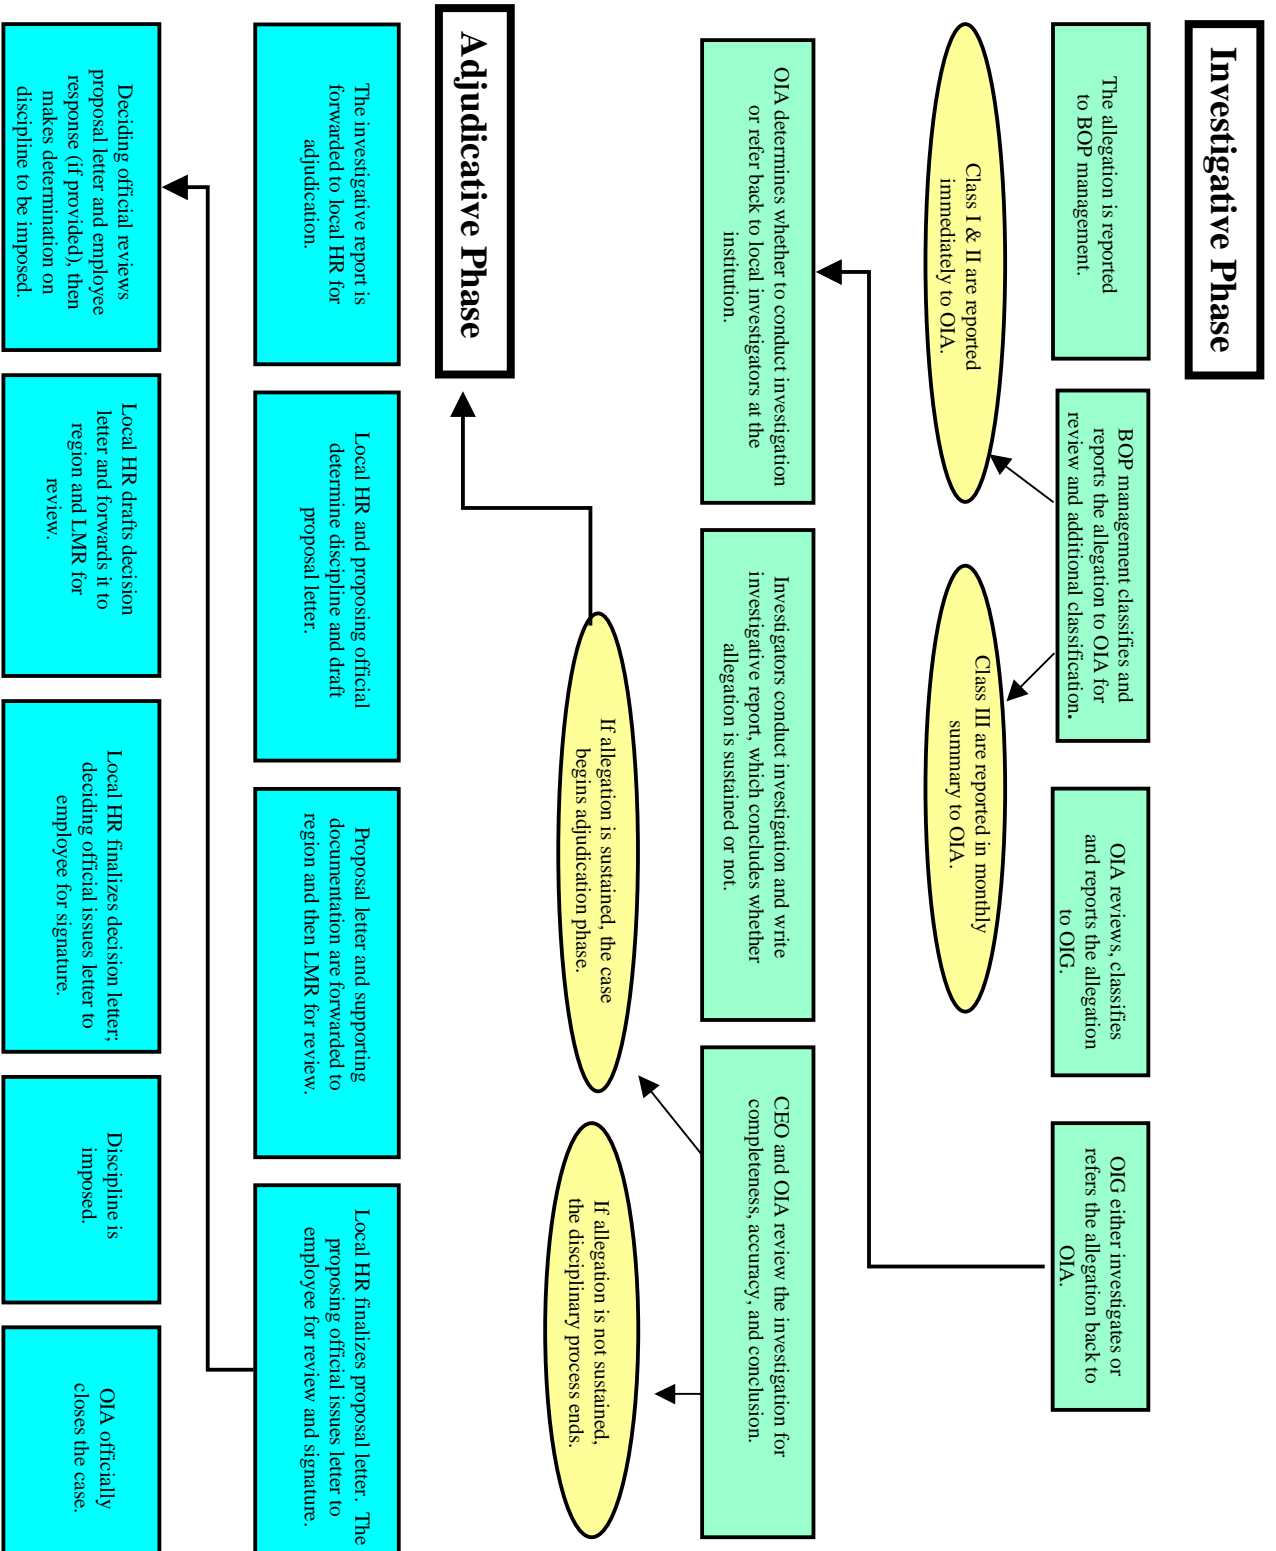 Investigative Phase
The allegation is reported
to BOP management.
BOP management classifies and
reports the allegation to OIA for
review and additional classification.
OIA reviews, classifies
and reports the allegation
to OIG.
OIG either investigates or
refers the allegation back to
OIA.
Class I & II are reported
immediately to OIA.
Class III are reported in monthly
summary to OIA.
OIA determines whether to conduct investigation
or refer back to local investigators at the
institution.
Investigators conduct investigation and write
investigative report, which concludes whether
allegation is sustained or not.
CEO and OIA review the investigation for
completeness, accuracy, and conclusion.
If allegation is sustained, the case
begins adjudication phase.
If allegation is not sustained,
the disciplinary process ends.
Adjudicative Phase
The investigative report is
forwarded to local HR for
adjudication.
Local HR and proposing official
determine discipline and draft
proposal letter.
Proposal letter and supporting
documentation are forwarded to
region and then LMR for review.
Local HR finalizes proposal letter. The
proposing official issues letter to
employee for review and signature.
Deciding official reviews
proposal letter and employee
response (if provided), then
makes determination on
discipline to be imposed.
Local HR drafts decision
letter and forwards it to
region and LMR for
review.
Local HR finalizes decision letter;
deciding official issues letter to
employee for signature.
Discipline is
imposed.
OIA officially
closes the case.